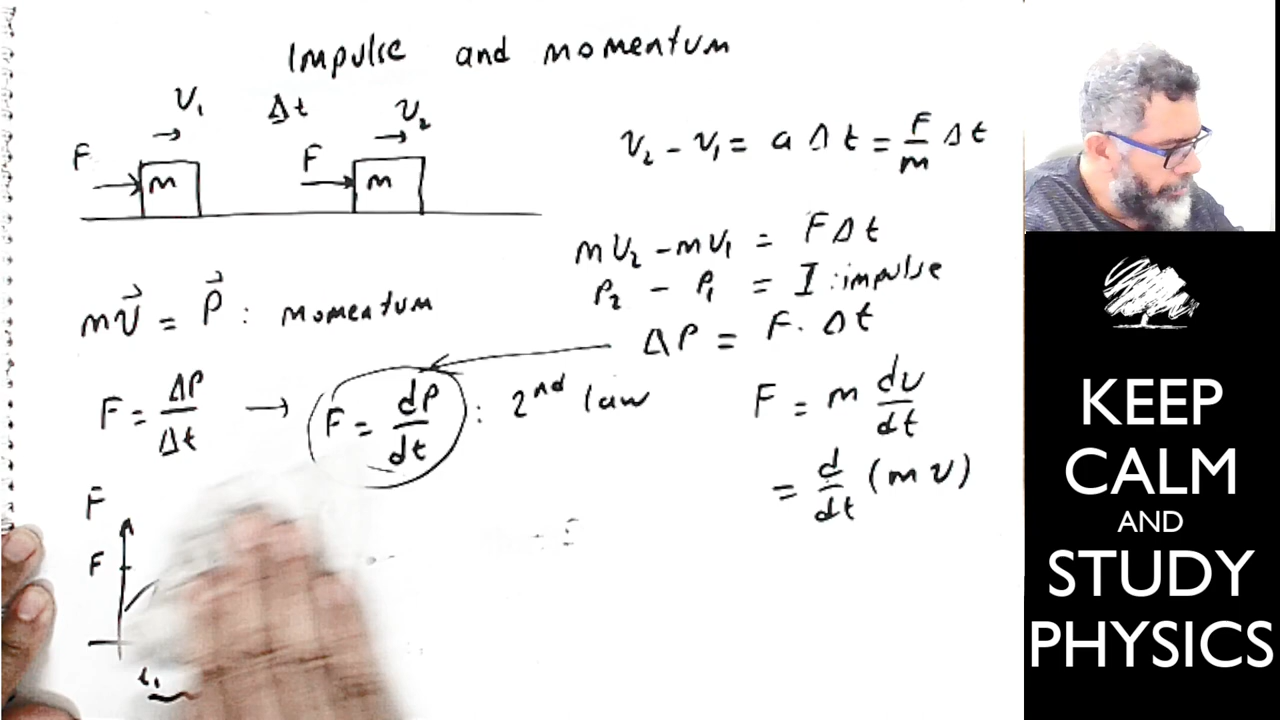 Impulse and momentum
v₁ Δt v₂
F m F m
v₂ - v₁ = a Δt = F/m Δt
mv₂ - mv₁ = FΔt
P₂ - P₁ = I : impulse
ΔP = F · Δt
mv⃗ = P⃗ : momentum
F = ΔP/Δt → F = dP/dt : 2nd law
F = m dv/dt
= d/dt (mv)
F
F
t₁
KEEP
CALM
AND
STUDY
PHYSICS